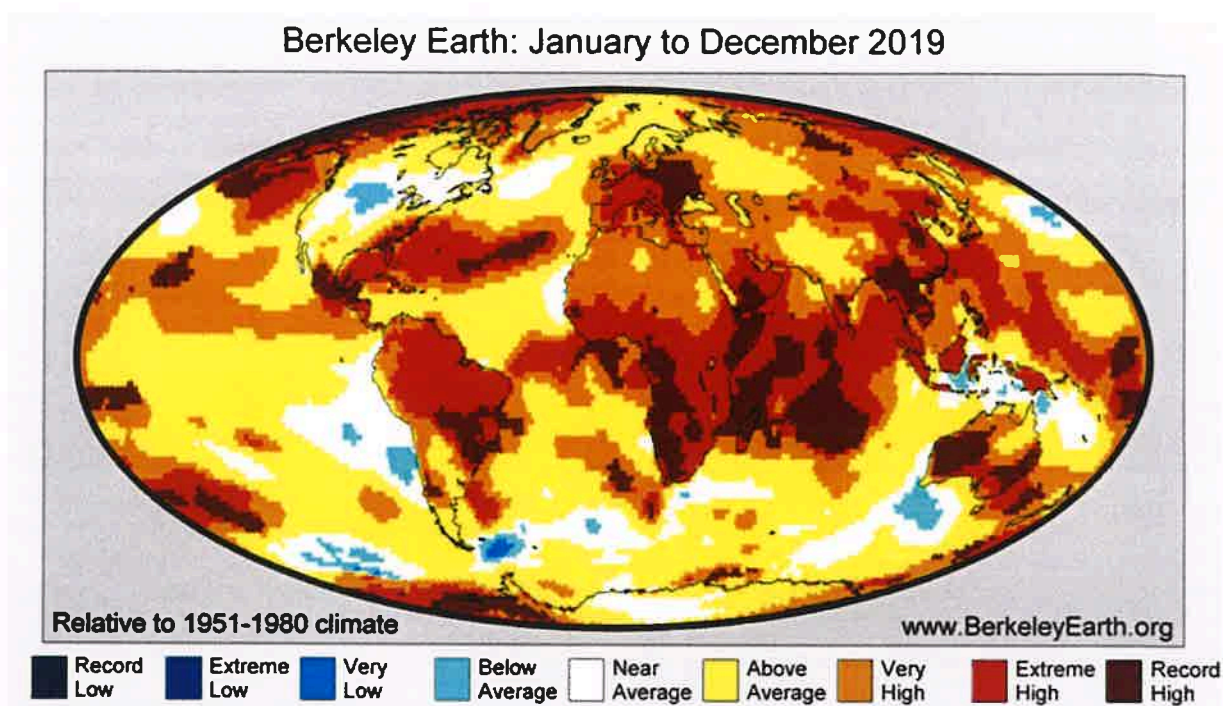 Berkeley Earth: January to December 2019
Relative to 1951-1980 climate
www.BerkeleyEarth.org
Record Low
Extreme Low
Very Low
Below Average
Near Average
Above Average
Very High
Extreme High
Record High